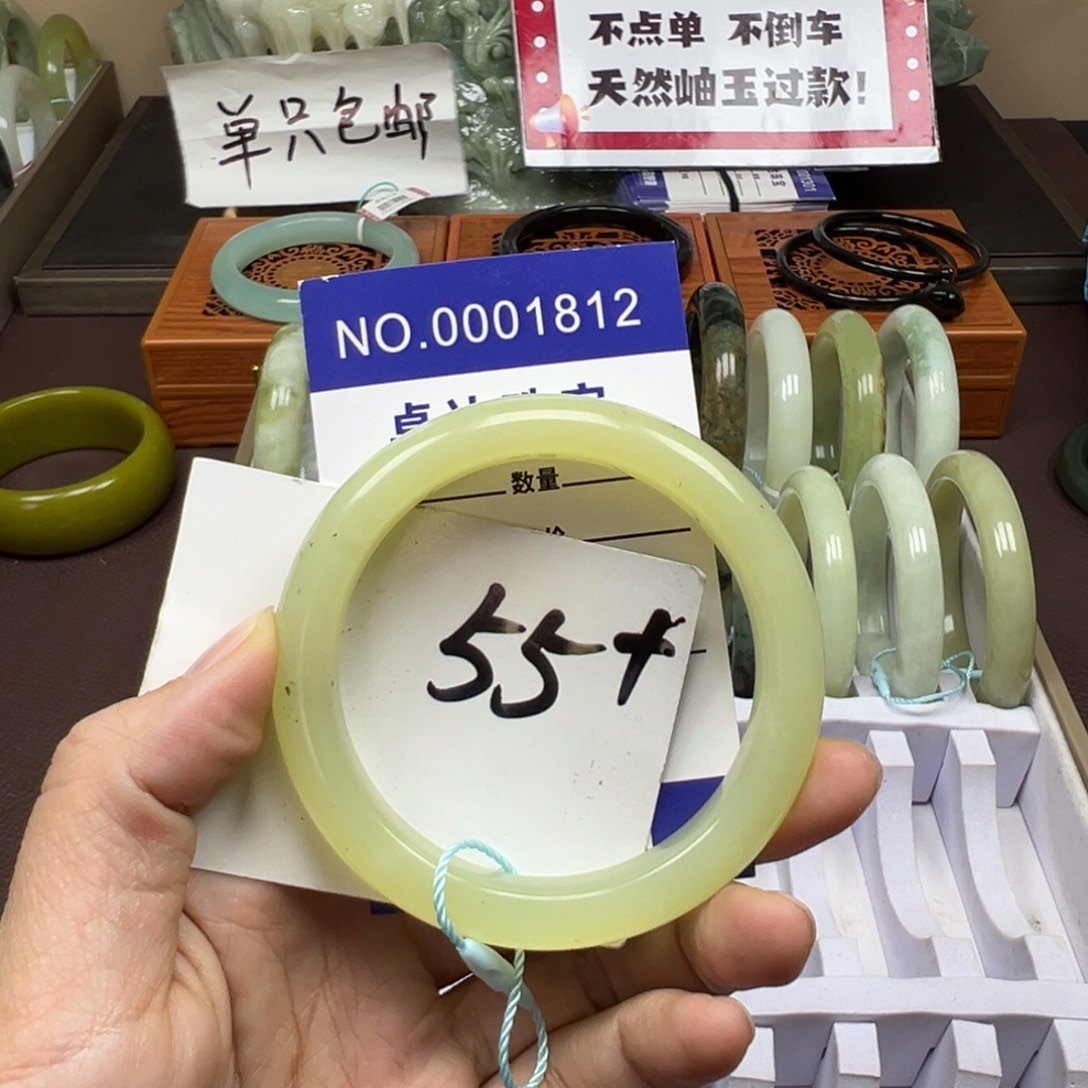 不点单 不倒车
天然岫玉过款!
单只包邮
NO.0001812
数量
55+